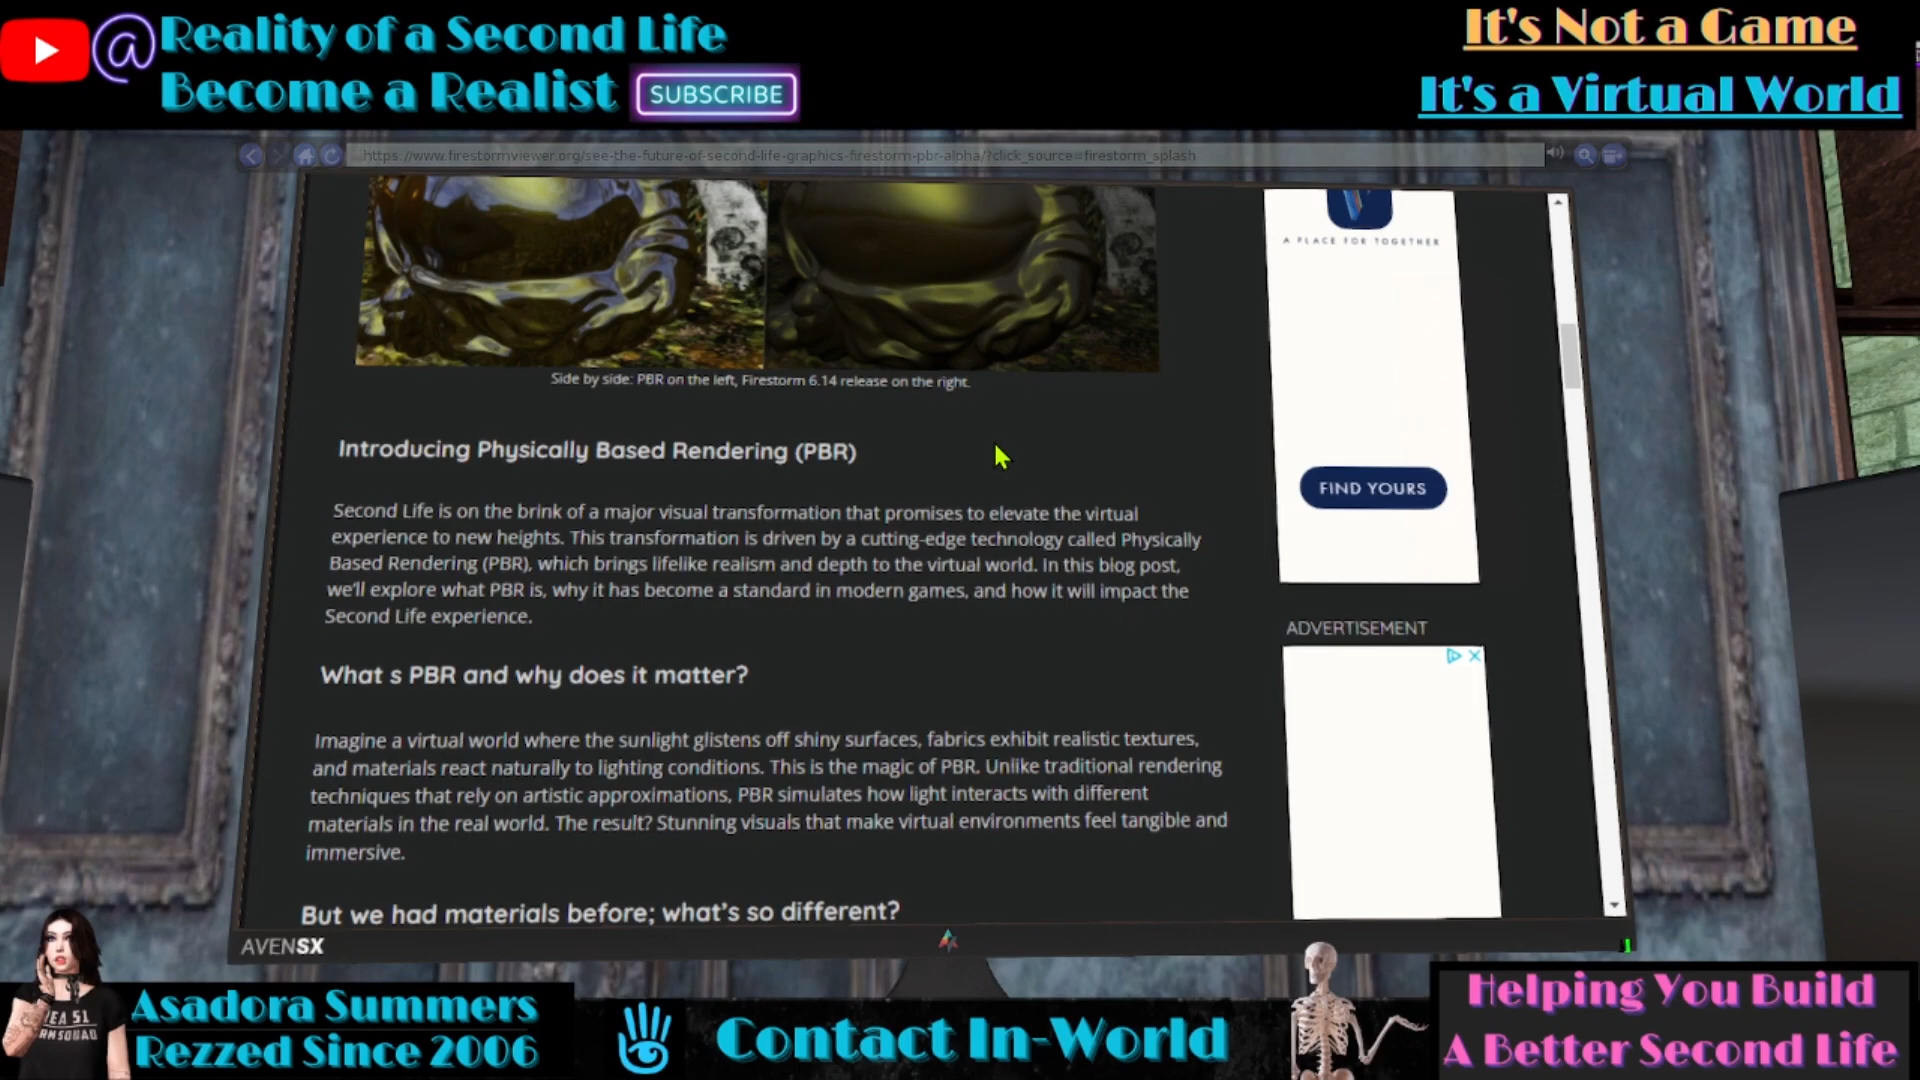 Reality of a Second Life
Become a Realist
SUBSCRIBE
It's Not a Game
It's a Virtual World
https://www.firestormviewer.org/see-the-future-of-second-life-graphics-firestorm-pbr-alpha/?click_source=firestorm_splash
A PLACE FOR TOGETHER
FIND YOURS
ADVERTISEMENT
Side by side: PBR on the left, Firestorm 6.14 release on the right.
Introducing Physically Based Rendering (PBR)
Second Life is on the brink of a major visual transformation that promises to elevate the virtual
experience to new heights. This transformation is driven by a cutting-edge technology called Physically
Based Rendering (PBR), which brings lifelike realism and depth to the virtual world. In this blog post,
we'll explore what PBR is, why it has become a standard in modern games, and how it will impact the
Second Life experience.
What s PBR and why does it matter?
Imagine a virtual world where the sunlight glistens off shiny surfaces, fabrics exhibit realistic textures,
and materials react naturally to lighting conditions. This is the magic of PBR. Unlike traditional rendering
techniques that rely on artistic approximations, PBR simulates how light interacts with different
materials in the real world. The result? Stunning visuals that make virtual environments feel tangible and
immersive.
But we had materials before; what's so different?
AVENSX
Asadora Summers
Rezzed Since 2006
Contact In-World
Helping You Build
A Better Second Life